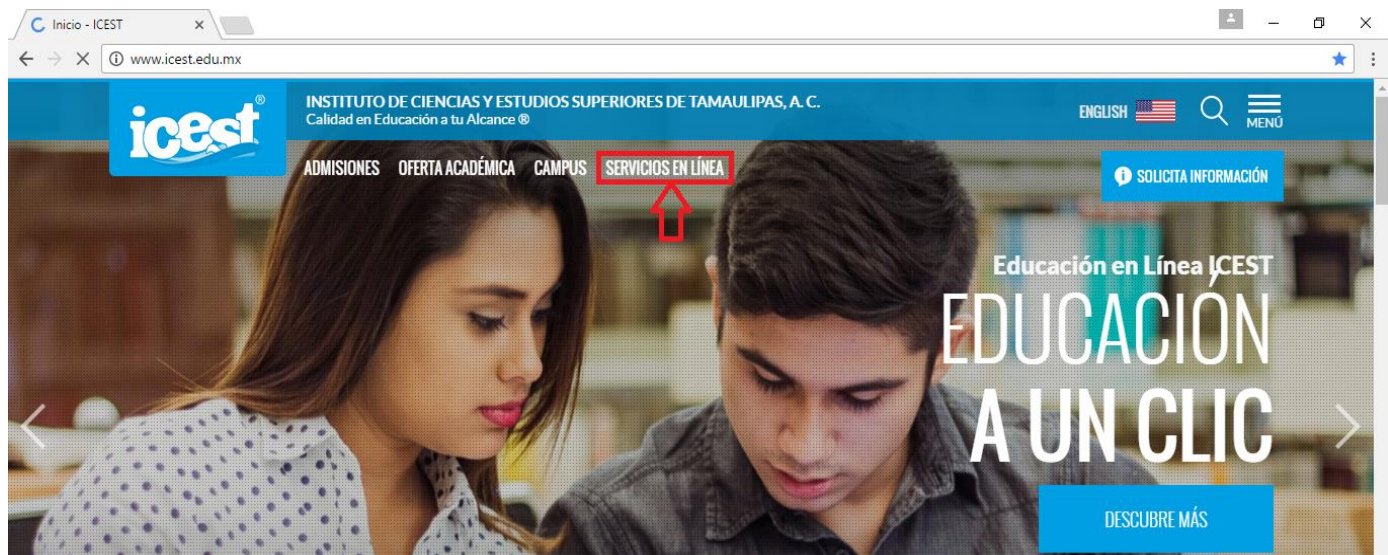 Inicio - ICEST
www.icest.edu.mx
icest®
INSTITUTO DE CIENCIAS Y ESTUDIOS SUPERIORES DE TAMAULIPAS, A. C.
Calidad en Educación a tu Alcance ®
ENGLISH
MENÚ
ADMISIONES OFERTA ACADÉMICA CAMPUS SERVICIOS EN LÍNEA
SOLICITA INFORMACIÓN
Educación en Línea ICEST
EDUCACIÓN
A UN CLIC
DESCUBRE MÁS